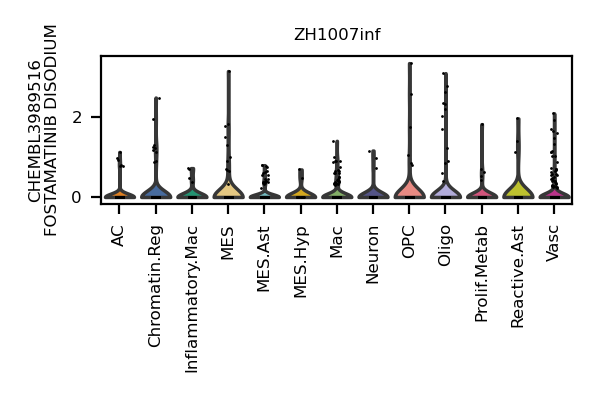 ZH1007inf
CHEMBL3989516
FOSTAMATINIB DISODIUM
2
0
AC
Chromatin.Reg
Inflammatory.Mac
MES
MES.Ast
MES.Hyp
Mac
Neuron
OPC
Oligo
Prolif.Metab
Reactive.Ast
Vasc